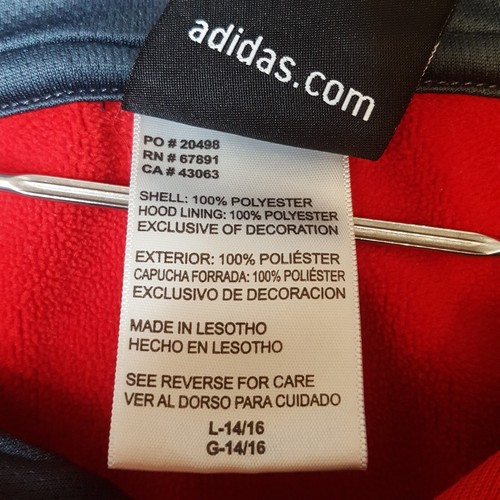 adidas.com
PO # 20498
RN # 67891
CA # 43063
SHELL: 100% POLYESTER
HOOD LINING: 100% POLYESTER
EXCLUSIVE OF DECORATION
EXTERIOR: 100% POLIÉSTER
CAPUCHA FORRADA: 100% POLIÉSTER
EXCLUSIVO DE DECORACION
MADE IN LESOTHO
HECHO EN LESOTHO
SEE REVERSE FOR CARE
VER AL DORSO PARA CUIDADO
L-14/16
G-14/16